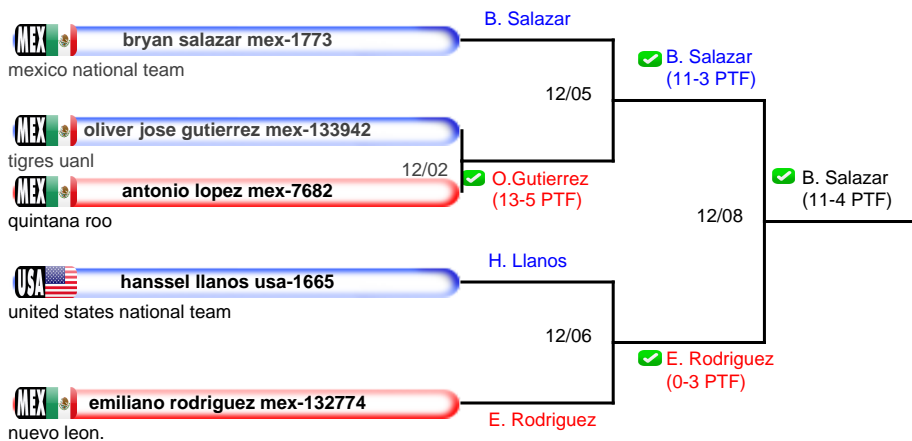 B. Salazar
MEX bryan salazar mex-1773
mexico national team
B. Salazar
(11-3 PTF)
12/05
MEX oliver jose gutierrez mex-133942
tigres uanl
12/02
O.Gutierrez
(13-5 PTF)
MEX antonio lopez mex-7682
quintana roo
B. Salazar
(11-4 PTF)
12/08
H. Llanos
USA hanssel llanos usa-1665
united states national team
12/06
E. Rodriguez
(0-3 PTF)
MEX emiliano rodriguez mex-132774
E. Rodriguez
nuevo leon.